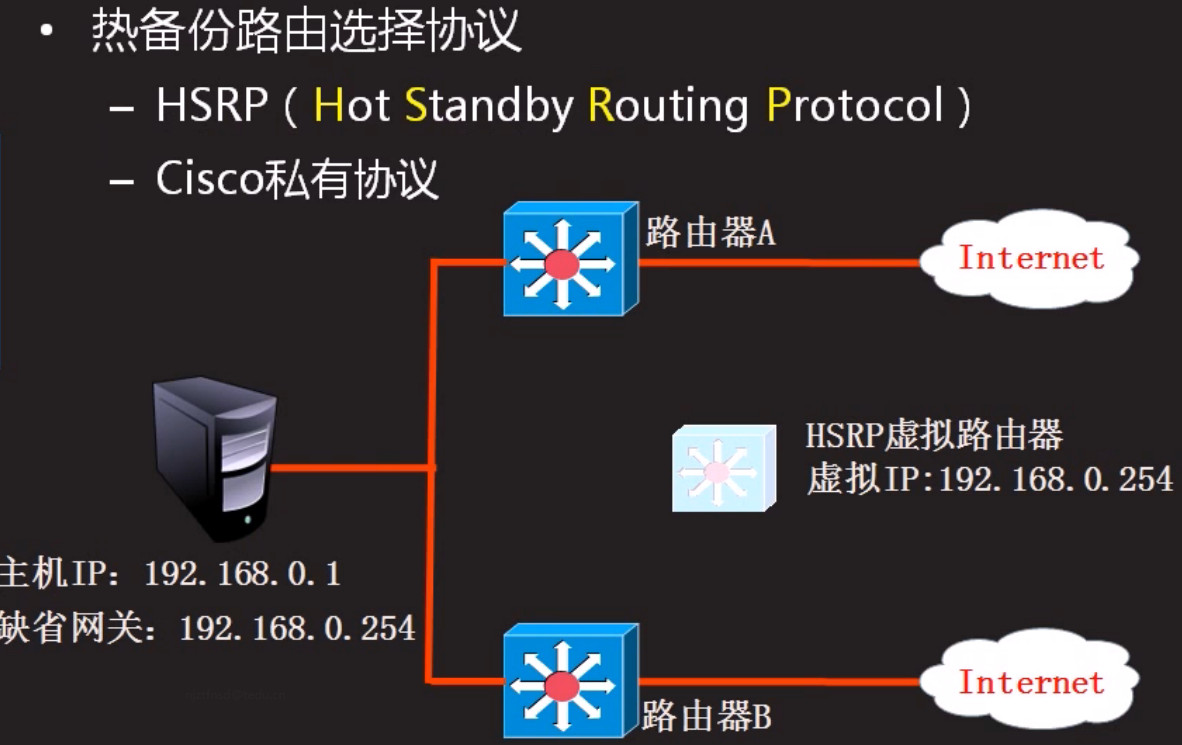 • 热备份路由选择协议
– HSRP（Hot Standby Routing Protocol）
– Cisco私有协议
路由器A
Internet
HSRP虚拟路由器
虚拟IP:192.168.0.254
主机IP：192.168.0.1
缺省网关：192.168.0.254
Internet
路由器B